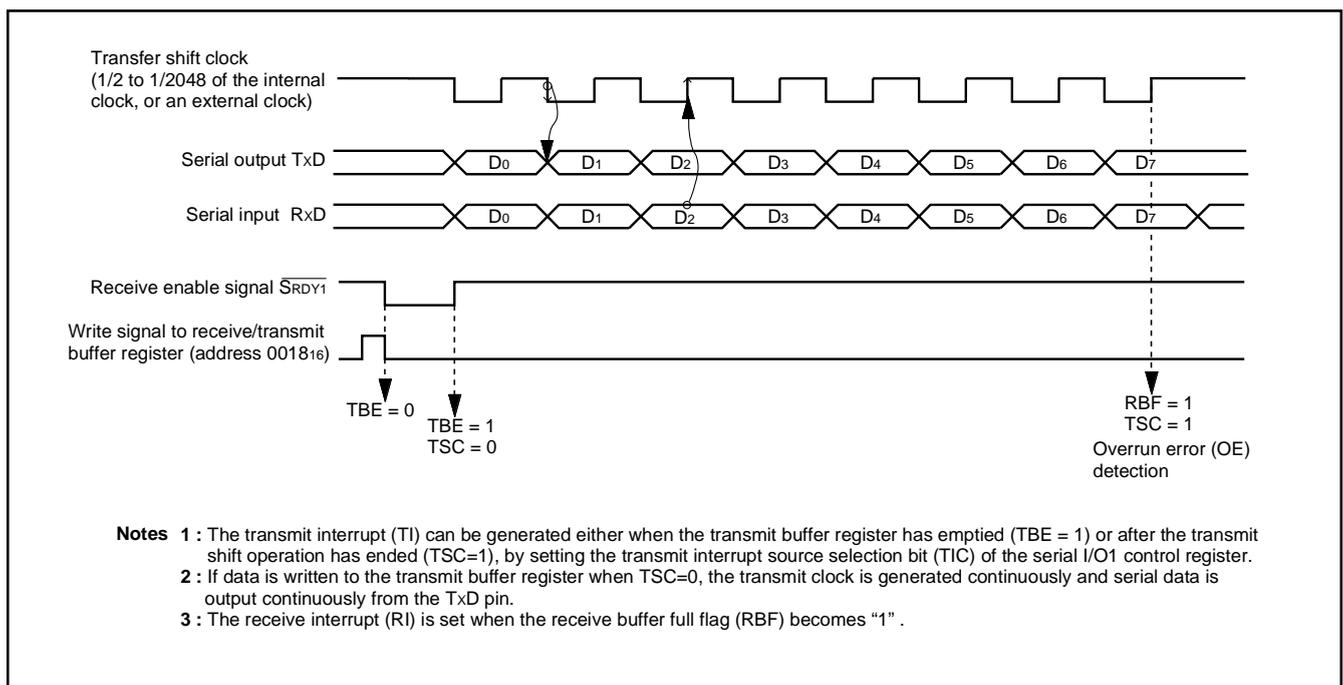 Transfer shift clock
(1/2 to 1/2048 of the internal
clock, or an external clock)
Serial output TxD
D0 D1 D2 D3 D4 D5 D6 D7
Serial input RxD
D0 D1 D2 D3 D4 D5 D6 D7
Receive enable signal SRDY1
Write signal to receive/transmit
buffer register (address 001816)
TBE = 0
TBE = 1
TSC = 0
RBF = 1
TSC = 1
Overrun error (OE)
detection
Notes 1 : The transmit interrupt (TI) can be generated either when the transmit buffer register has emptied (TBE = 1) or after the transmit
shift operation has ended (TSC=1), by setting the transmit interrupt source selection bit (TIC) of the serial I/O1 control register.
2 : If data is written to the transmit buffer register when TSC=0, the transmit clock is generated continuously and serial data is
output continuously from the TxD pin.
3 : The receive interrupt (RI) is set when the receive buffer full flag (RBF) becomes “1” .